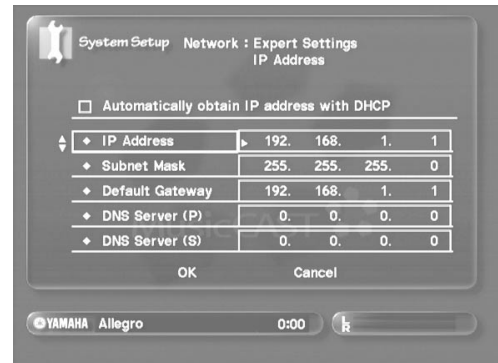 System Setup Network : Expert Settings
IP Address
Automatically obtain IP address with DHCP
IP Address 192. 168. 1. 1
Subnet Mask 255. 255. 255. 0
Default Gateway 192. 168. 1. 1
DNS Server (P) 0. 0. 0. 0
DNS Server (S) 0. 0. 0. 0
MusicCAST
OK Cancel
YAMAHA Allegro 0:00 L R